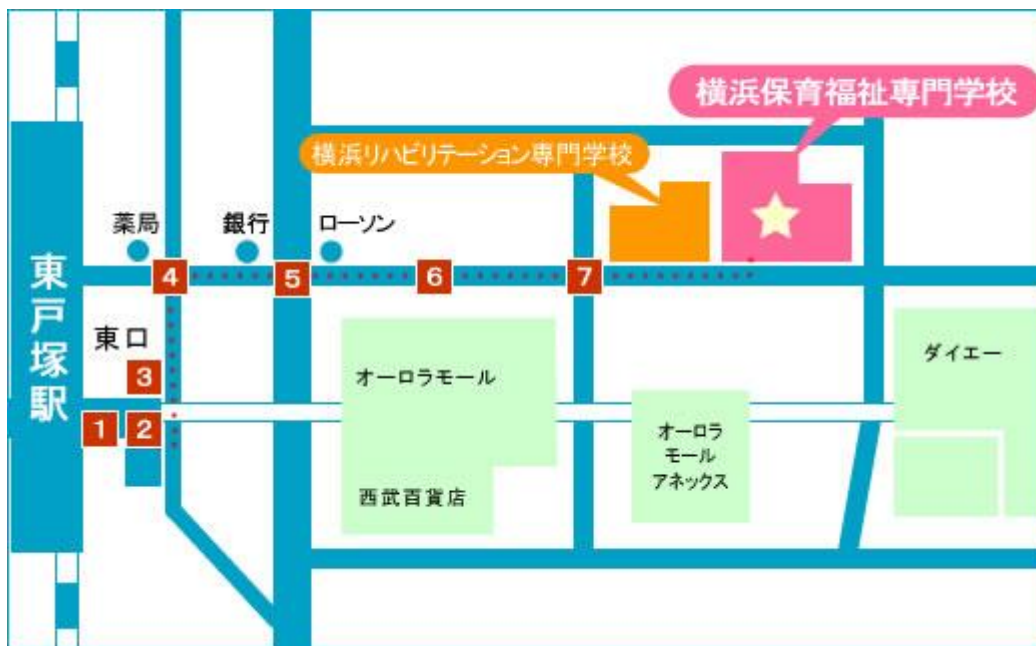 横浜保育福祉専門学校
横浜リハビリテーション専門学校
薬局
銀行
ローソン
4
5
6
7
東戸塚駅
東口
3
1
2
オーロラモール
西武百貨店
オーロラ
モール
アネックス
ダイエー